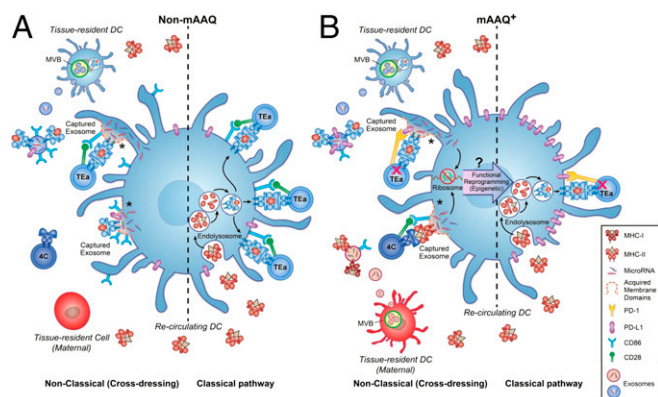 A
Non-mAAQ
Tissue-resident DC
MVB
Captured
Exosome
*
TEa
TEa
TEa
TEa
*
Endolysosome
Captured
Exosome
4C
Tissue-resident Cell
(Maternal)
Re-circulating DC
Non-Classical (Cross-dressing)
Classical pathway
B
mAAQ+
Tissue-resident DC
MVB
Captured
Exosome
*
TEa
X
?
Functional
Reprogramming
(Epigenetic)
Ribosome
TEa
X
*
Endolysosome
4C
Captured
Exosome
MVB
Tissue-resident DC
(Maternal)
Re-circulating DC
Non-Classical (Cross-dressing)
Classical pathway
MHC-I
MHC-II
MicroRNA
Acquired
Membrane
Domains
PD-1
PD-L1
CD86
CD28
Exosomes